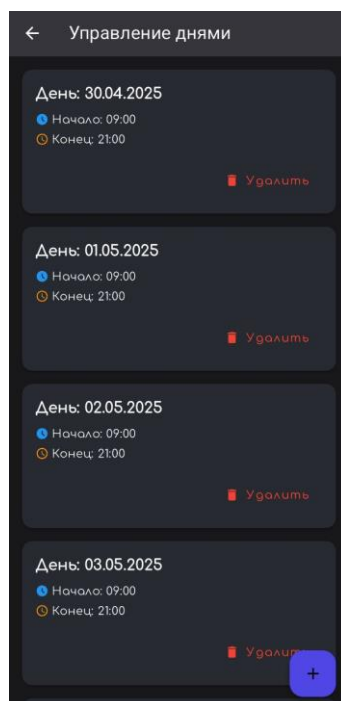 Управление днями
День: 30.04.2025
Начало: 09:00
Конец: 21:00
Удалить
День: 01.05.2025
Начало: 09:00
Конец: 21:00
Удалить
День: 02.05.2025
Начало: 09:00
Конец: 21:00
Удалить
День: 03.05.2025
Начало: 09:00
Конец: 21:00
Удалить
+